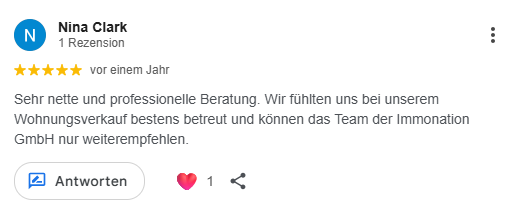 N
Nina Clark
1 Rezension
vor einem Jahr
Sehr nette und professionelle Beratung. Wir fühlten uns bei unserem
Wohnungsverkauf bestens betreut und können das Team der Immonation
GmbH nur weiterempfehlen.
Antworten 1